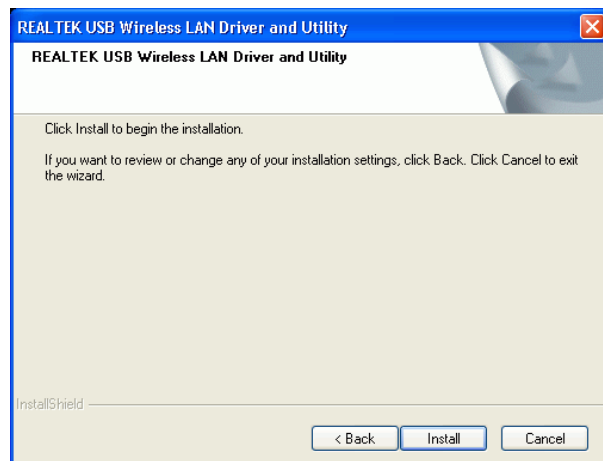 REALTEK USB Wireless LAN Driver and Utility
REALTEK USB Wireless LAN Driver and Utility
Click Install to begin the installation.
If you want to review or change any of your installation settings, click Back. Click Cancel to exit
the wizard.
InstallShield
< Back
Install
Cancel